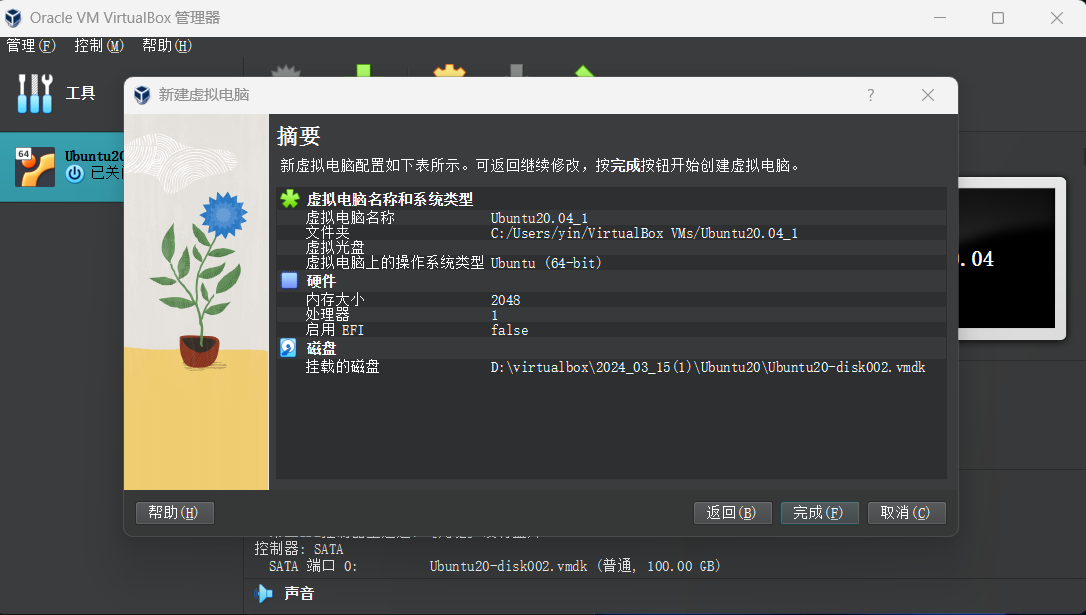 Oracle VM VirtualBox 管理器
管理(F) 控制(M) 帮助(H)
工具
64
Ubuntu20
已关
新建虚拟电脑
?
摘要
新虚拟电脑配置如下表所示。可返回继续修改，按完成按钮开始创建虚拟电脑。
虚拟电脑名称和系统类型
虚拟电脑名称 Ubuntu20.04_1
文件夹 C:/Users/yin/VirtualBox VMs/Ubuntu20.04_1
虚拟光盘
虚拟电脑上的操作系统类型 Ubuntu (64-bit)
硬件
内存大小 2048
处理器 1
启用 EFI false
磁盘
挂载的磁盘 D:\virtualbox\2024_03_15(1)\Ubuntu20\Ubuntu20-disk002.vmdk
.04
帮助(H) 返回(B) 完成(F) 取消(C)
控制器: SATA
SATA 端口 0: Ubuntu20-disk002.vmdk (普通, 100.00 GB)
声音